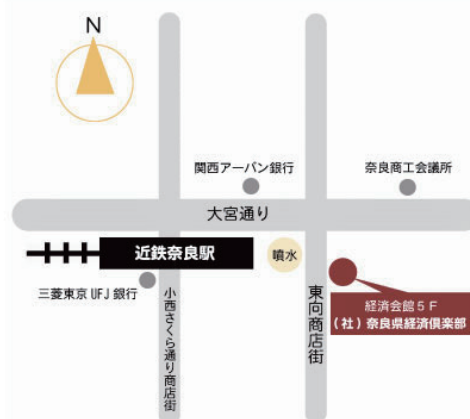 N
関西アーバン銀行
奈良商工会議所
大宮通り
近鉄奈良駅
噴水
三菱東京UFJ銀行
小西さくら通り商店街
東向商店街
経済会館5F
(社)奈良県経済倶楽部